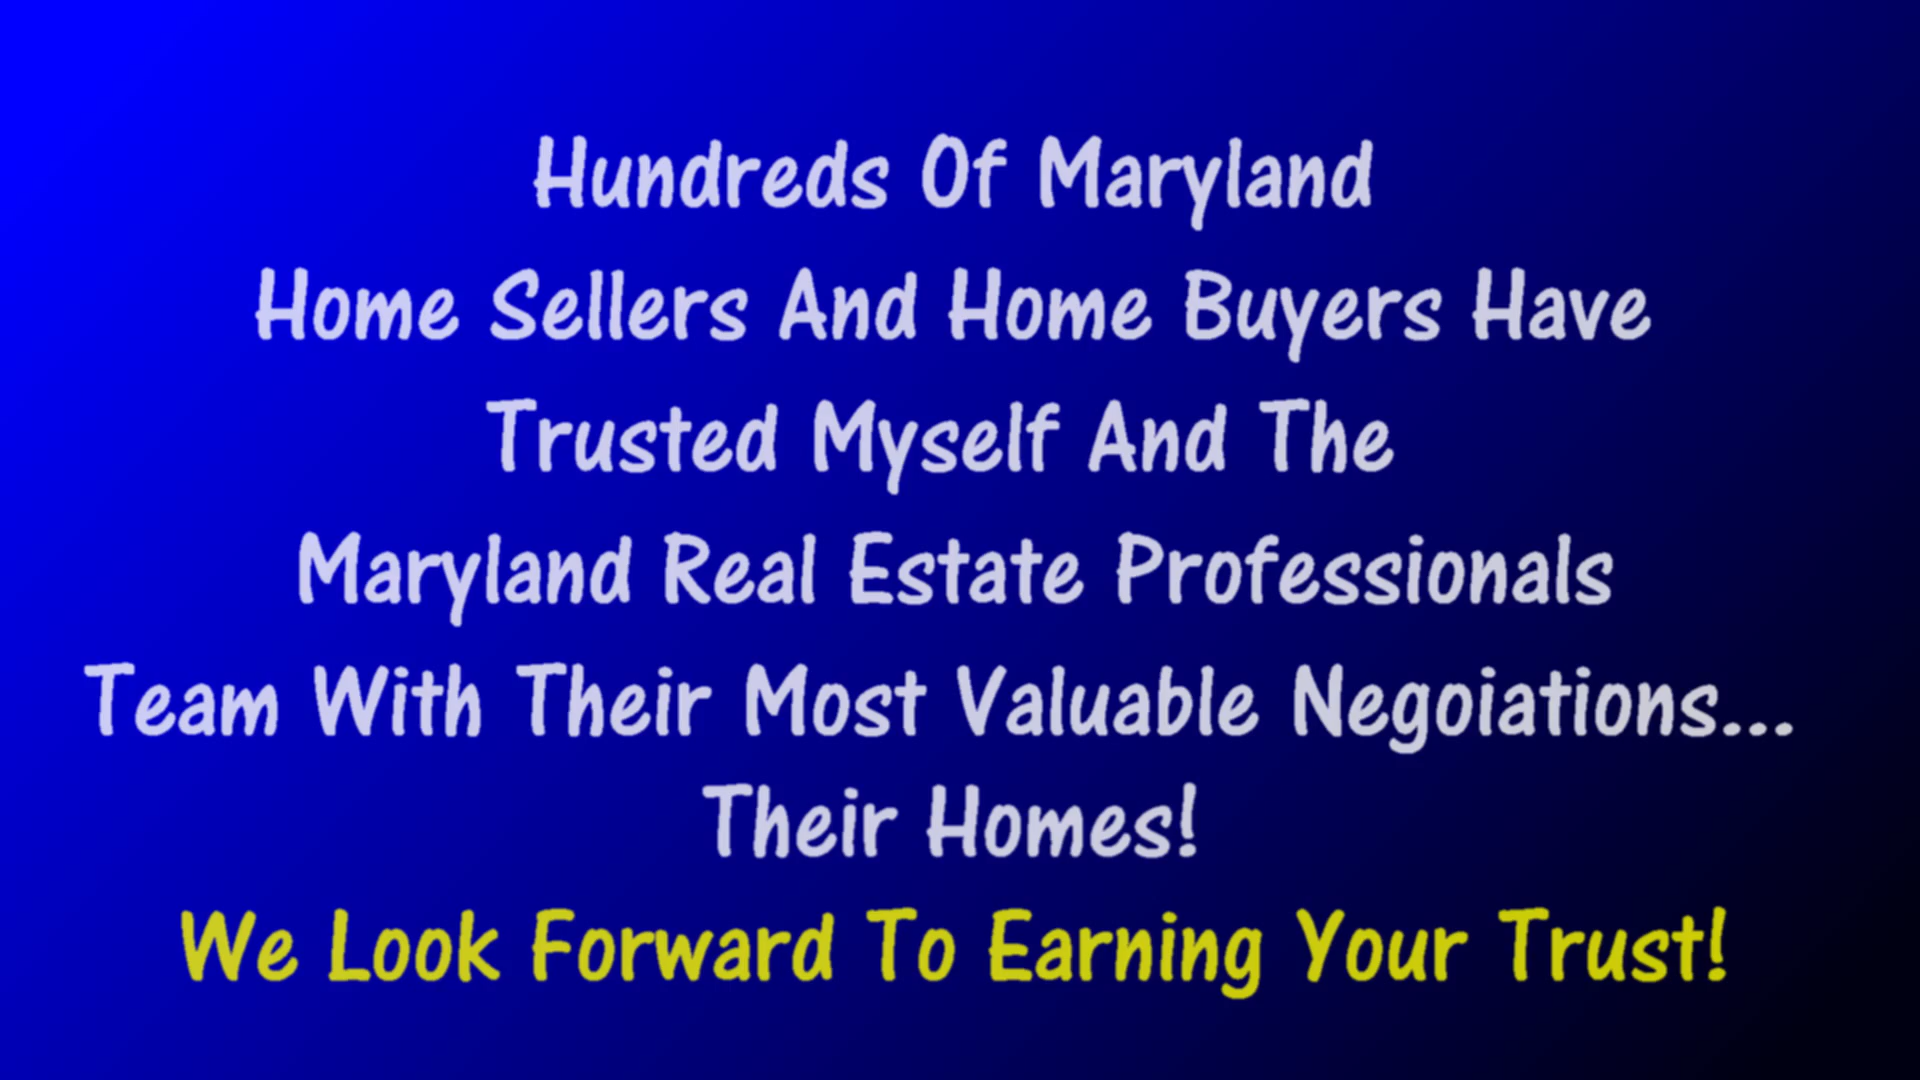 Hundreds Of Maryland
Home Sellers And Home Buyers Have
Trusted Myself And The
Maryland Real Estate Professionals
Team With Their Most Valuable Negoiations...
Their Homes!
We Look Forward To Earning Your Trust!